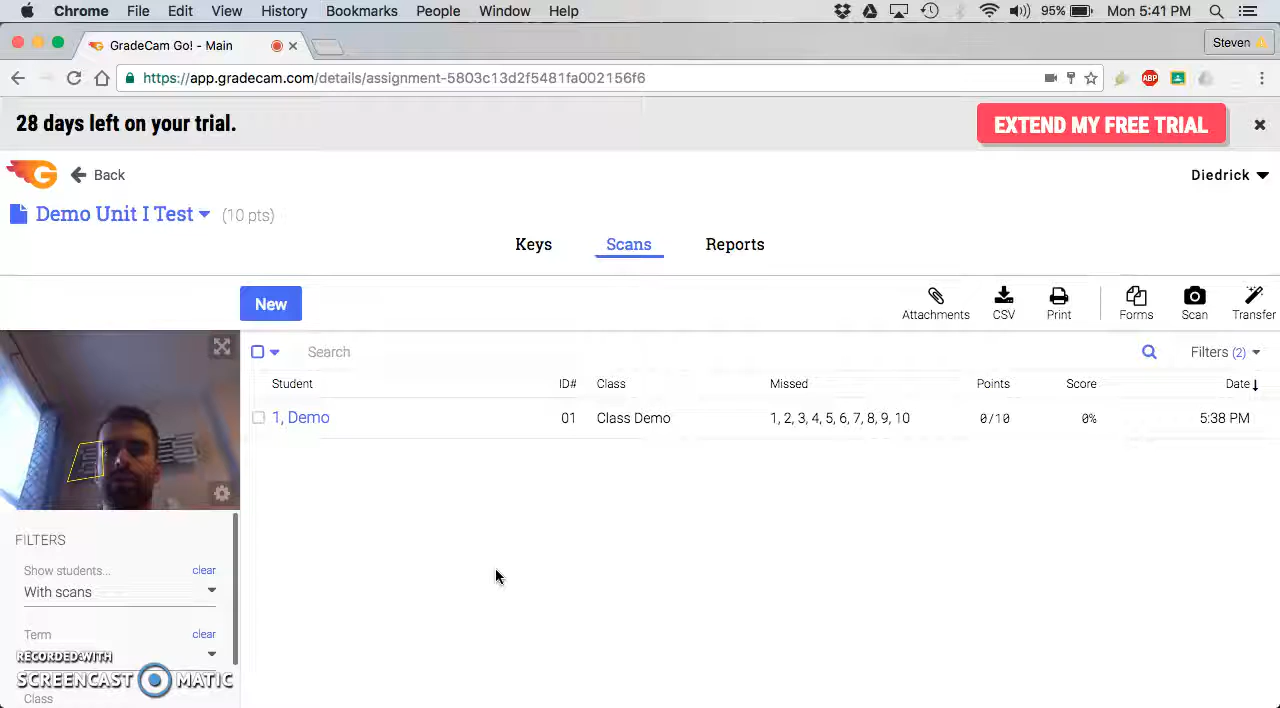 Chrome File Edit View History Bookmarks People Window Help 95% Mon 5:41 PM
GradeCam Go! - Main Steven
https://app.gradecam.com/details/assignment-5803c13d2f5481fa002156f6 ABP
28 days left on your trial. EXTEND MY FREE TRIAL
G Back Diedrick
Demo Unit I Test (10 pts)
Keys Scans Reports
New Attachments CSV Print Forms Scan Transfer
Search Filters (2)
Student ID# Class Missed Points Score Date
1, Demo 01 Class Demo 1, 2, 3, 4, 5, 6, 7, 8, 9, 10 0/10 0% 5:38 PM
FILTERS
Show students... clear
With scans
Term clear
RECORDED WITH
SCREENCAST MATIC
Class